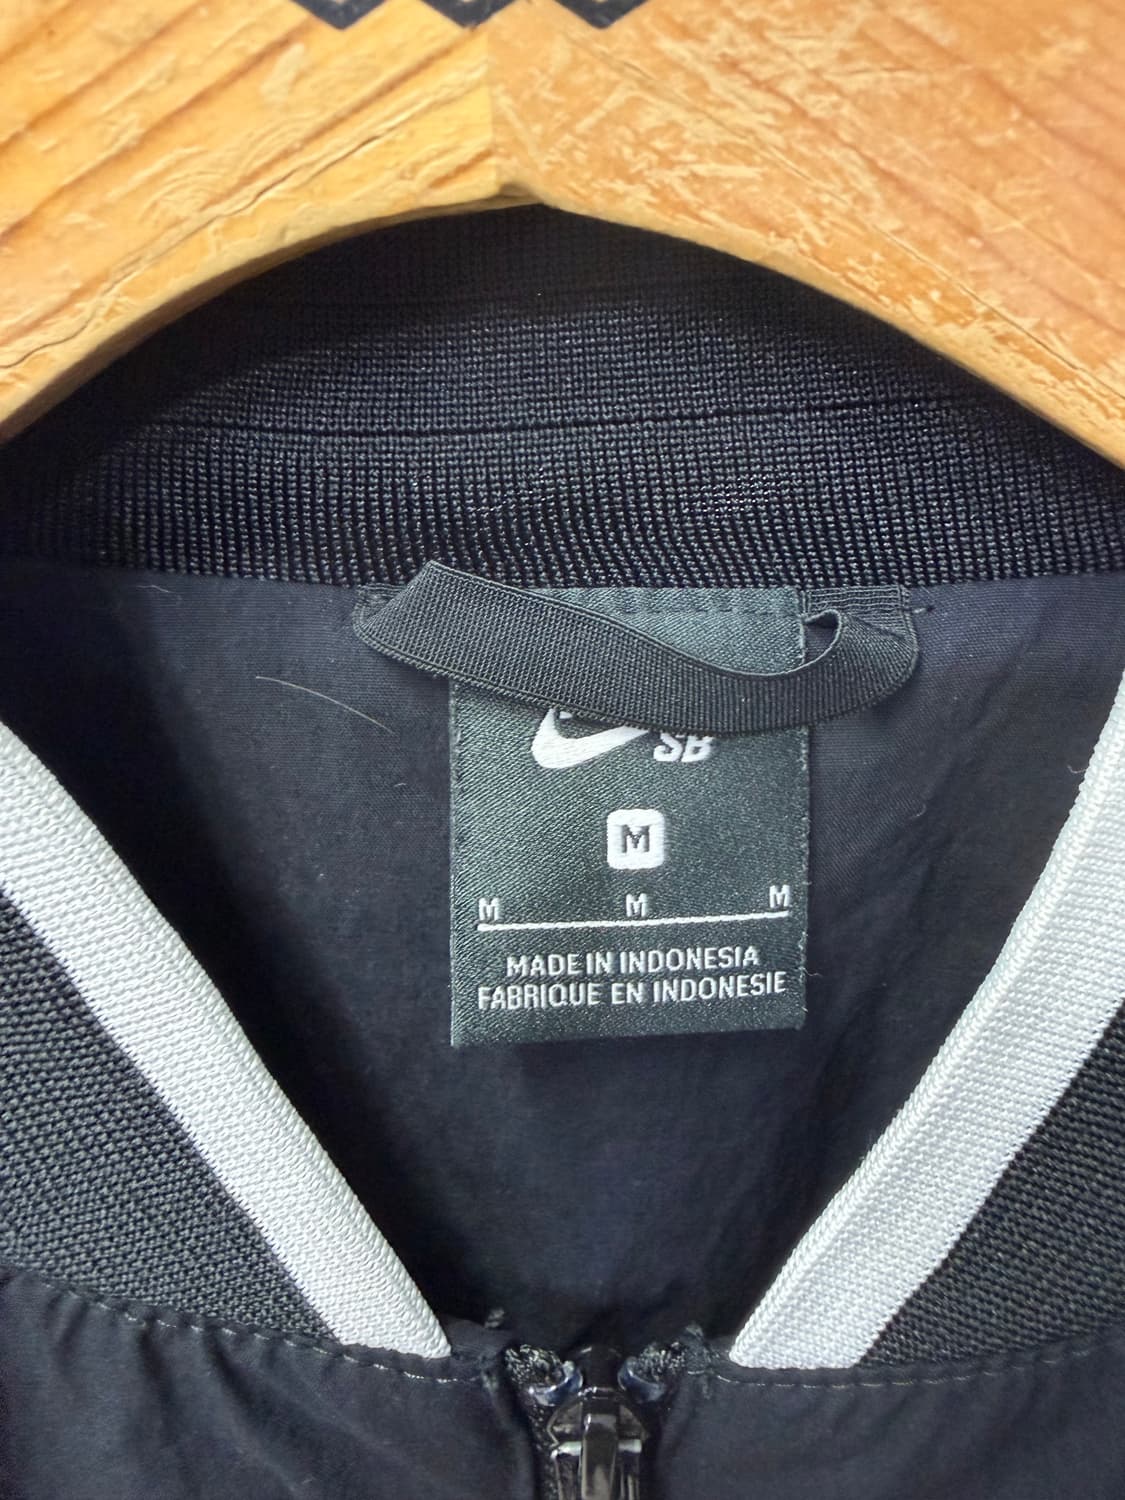 SB
M
M M M
MADE IN INDONESIA
FABRIQUE EN INDONESIE